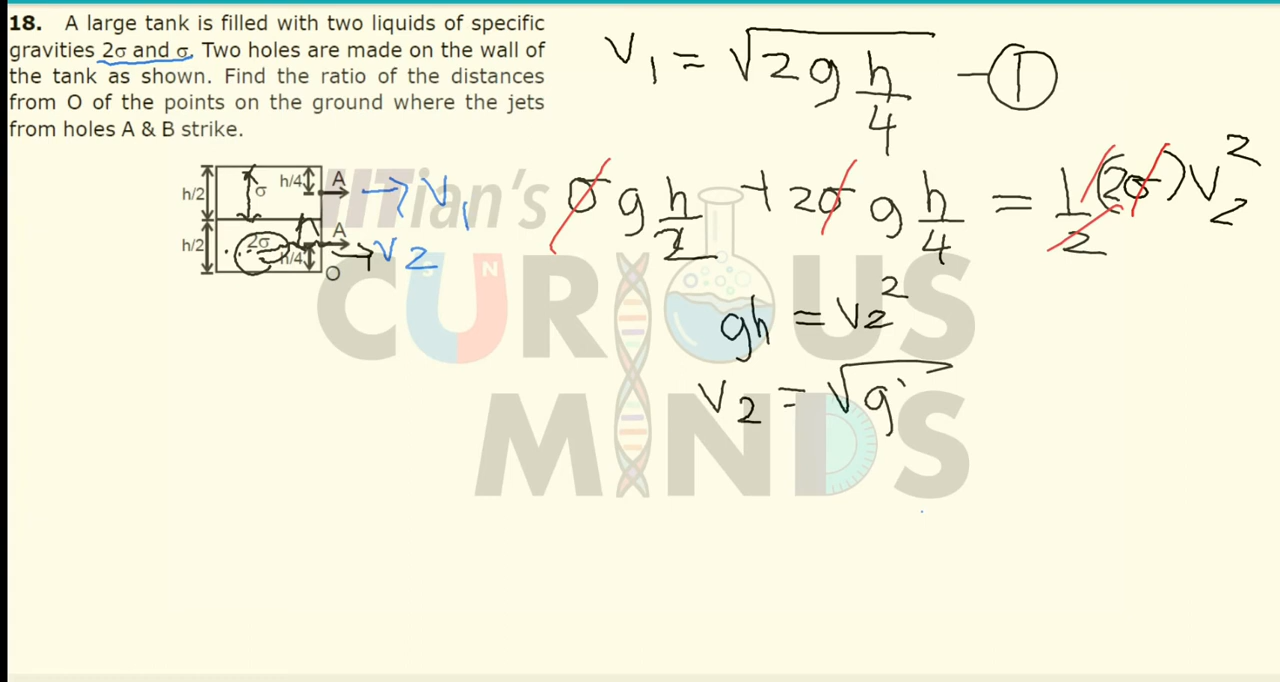 18. A large tank is filled with two liquids of specific
gravities 2σ and σ. Two holes are made on the wall of
the tank as shown. Find the ratio of the distances
from O of the points on the ground where the jets
from holes A & B strike.
h/2
σ
h/4
A
→ V₁
h/2
2σ
h/4
A
→ V2
O
V₁ = √2g h/4 —①
σ g h/2 + 2σ g h/4 = 1/2 (2σ) V₂²
gh = V2²
V2 = √g
IITian's
CURIOUS
S N
MINDS